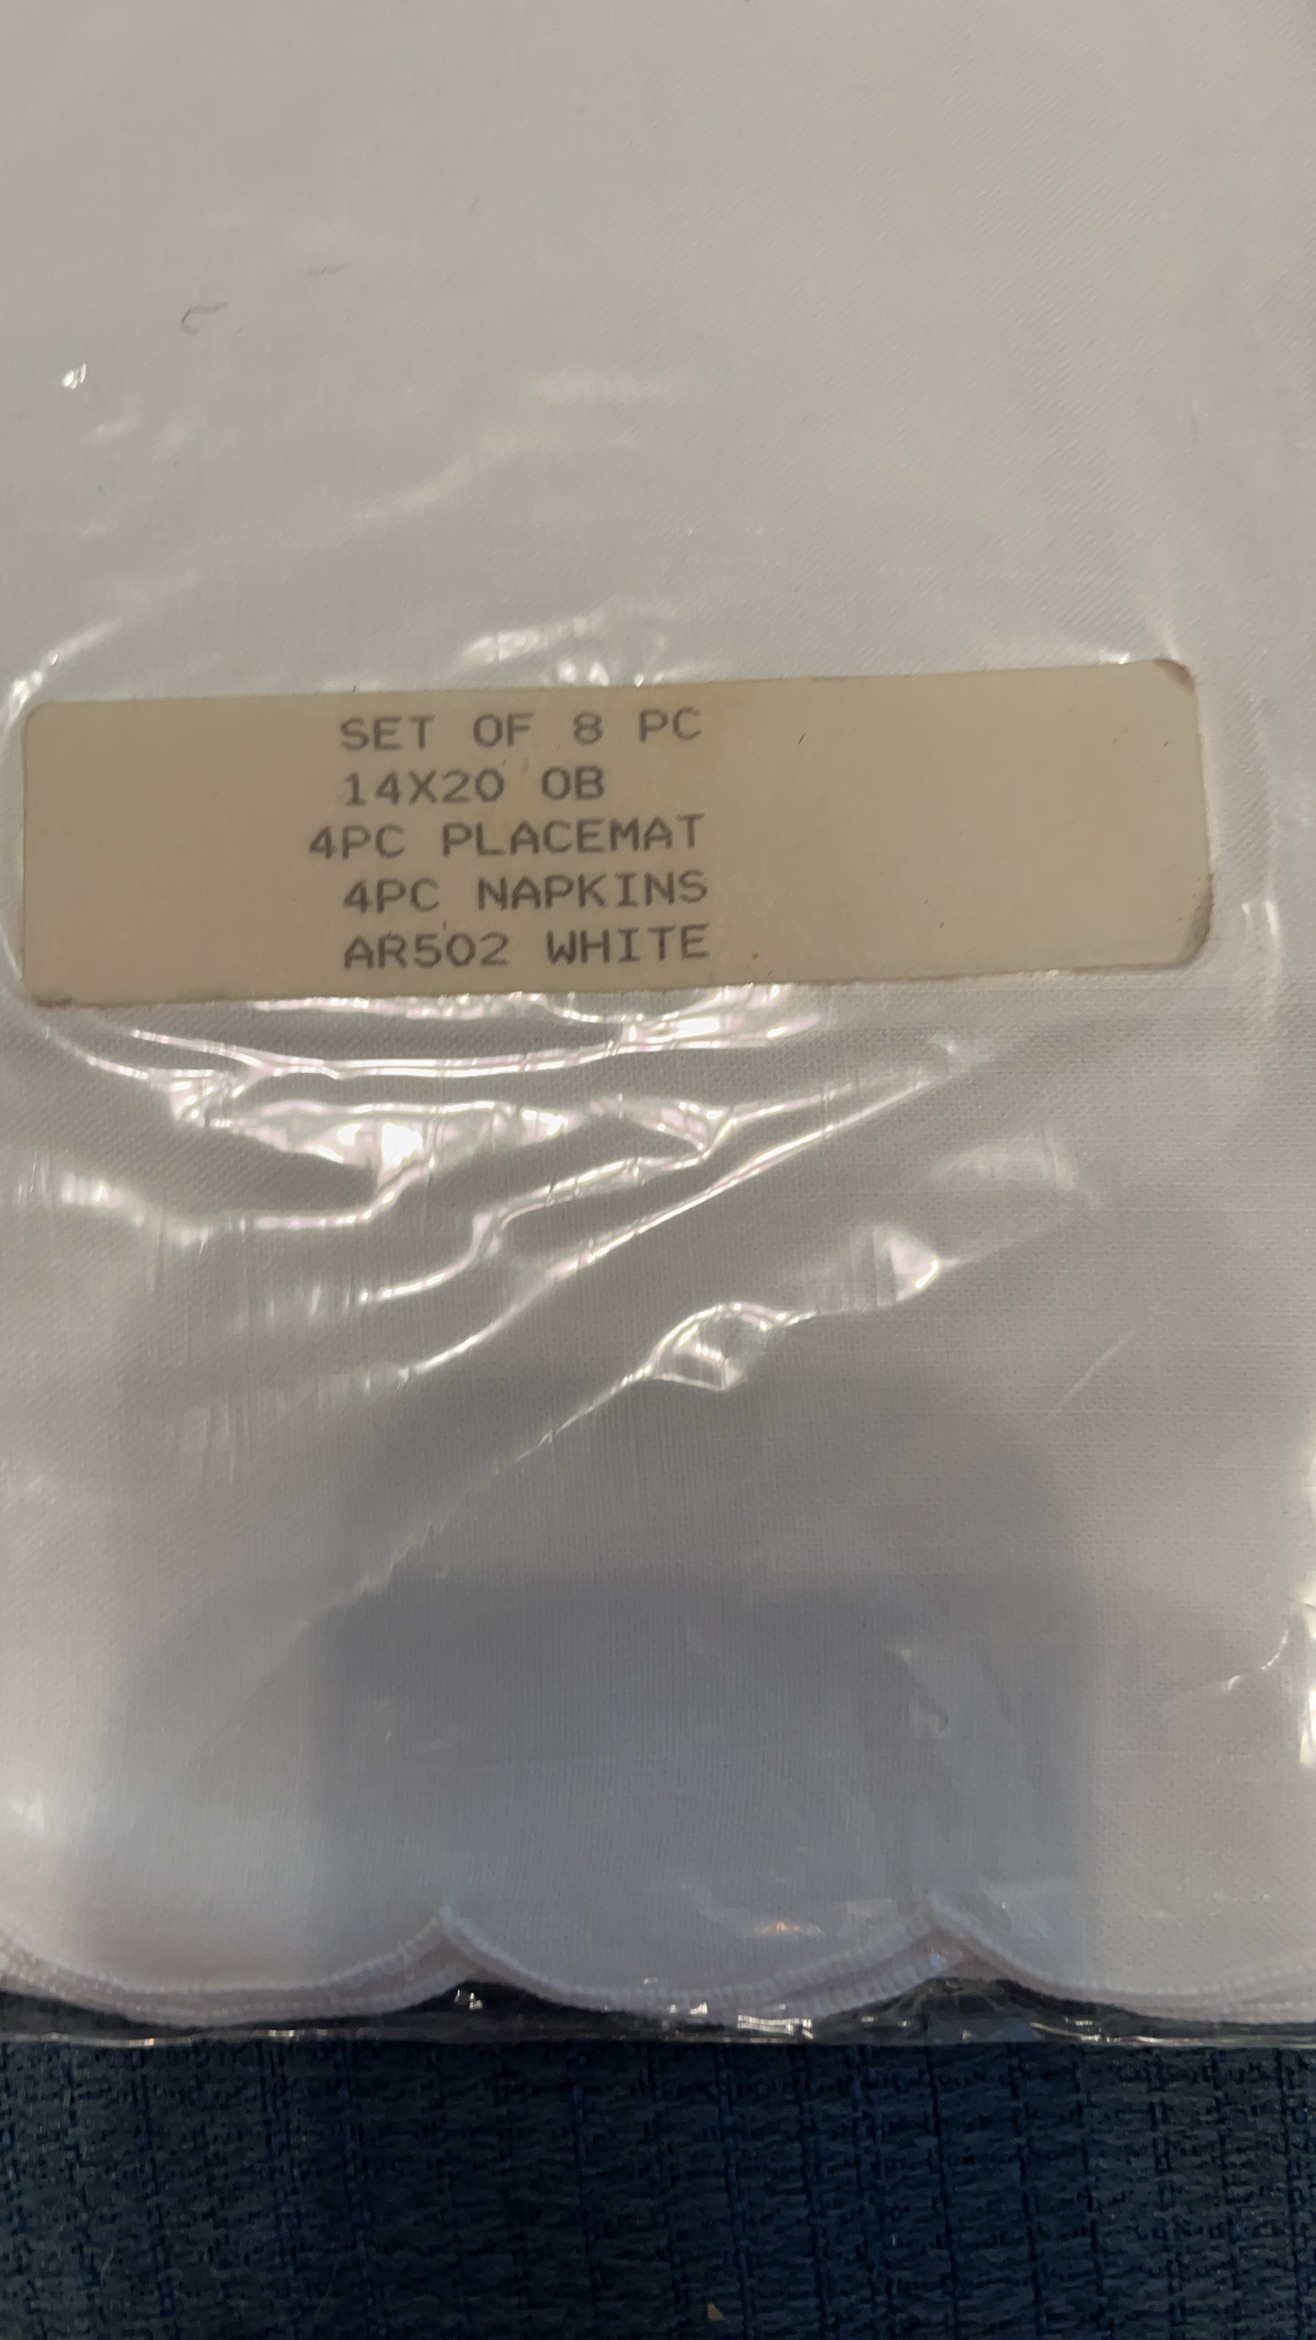 SET OF 8 PC
14X20 OB
4PC PLACEMAT
4PC NAPKINS
AR502 WHITE